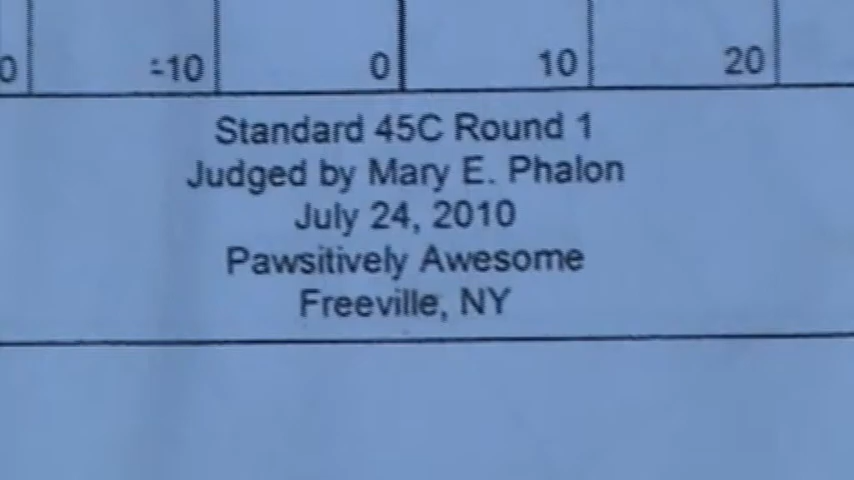 0 -10 0 10 20
Standard 45C Round 1
Judged by Mary E. Phalon
July 24, 2010
Pawsitively Awesome
Freeville, NY